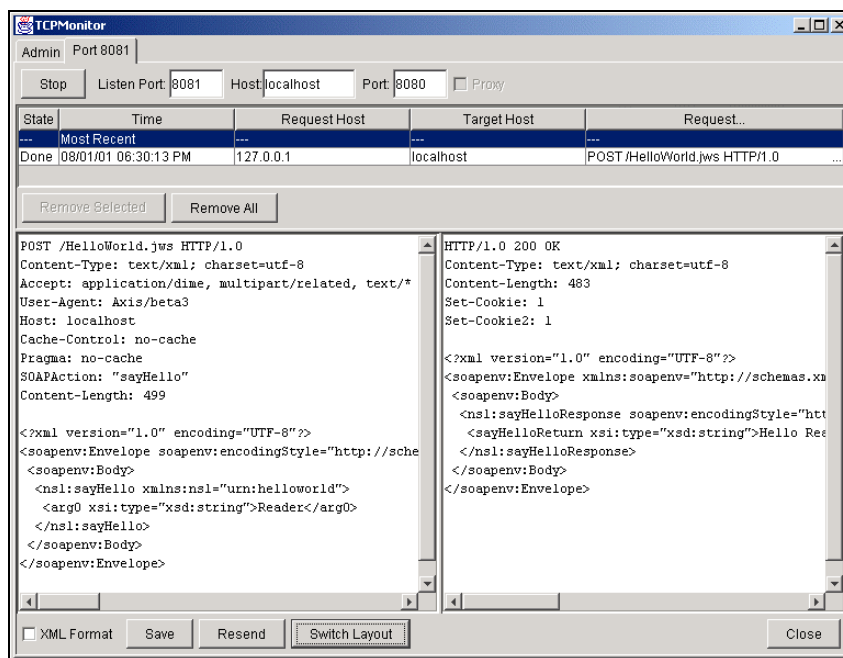 TCPMonitor
Admin Port 8081
Stop Listen Port: 8081 Host: localhost Port: 8080 Proxy
State Time Request Host Target Host Request...
--- Most Recent --- --- ---
Done 08/01/01 06:30:13 PM 127.0.0.1 localhost POST /HelloWorld.jws HTTP/1.0 ...
Remove Selected Remove All
POST /HelloWorld.jws HTTP/1.0
Content-Type: text/xml; charset=utf-8
Accept: application/dime, multipart/related, text/*
User-Agent: Axis/beta3
Host: localhost
Cache-Control: no-cache
Pragma: no-cache
SOAPAction: "sayHello"
Content-Length: 499
<?xml version="1.0" encoding="UTF-8"?>
<soapenv:Envelope soapenv:encodingStyle="http://sche
<soapenv:Body>
<ns1:sayHello xmlns:ns1="urn:helloworld">
<arg0 xsi:type="xsd:string">Reader</arg0>
</ns1:sayHello>
</soapenv:Body>
</soapenv:Envelope>
HTTP/1.0 200 OK
Content-Type: text/xml; charset=utf-8
Content-Length: 483
Set-Cookie: 1
Set-Cookie2: 1
<?xml version="1.0" encoding="UTF-8"?>
<soapenv:Envelope xmlns:soapenv="http://schemas.xm
<soapenv:Body>
<ns1:sayHelloResponse soapenv:encodingStyle="htt
<sayHelloReturn xsi:type="xsd:string">Hello Rea
</ns1:sayHelloResponse>
</soapenv:Body>
</soapenv:Envelope>
XML Format Save Resend Switch Layout Close